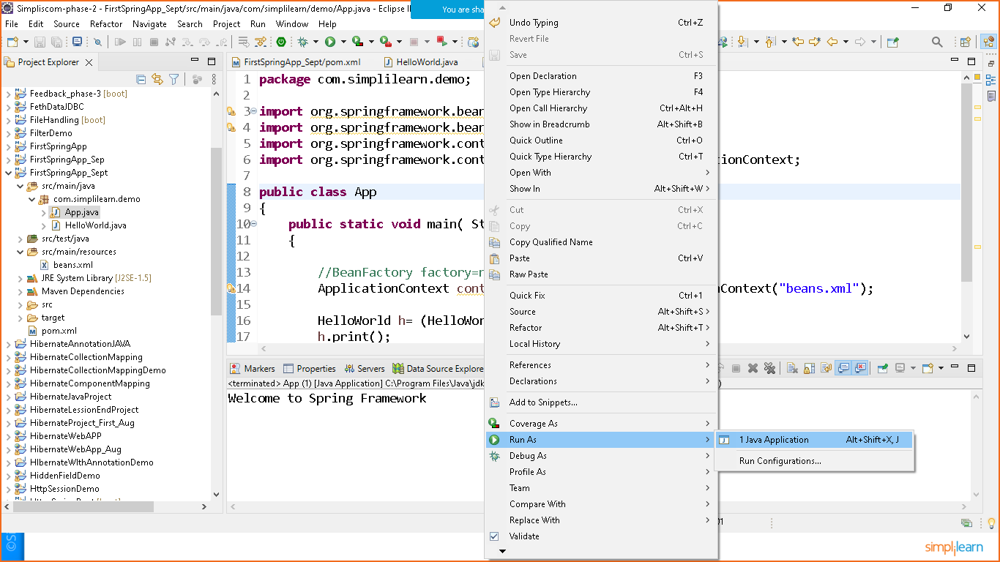 Simpliscom-phase-2 - FirstSpringApp_Sept/src/main/java/com/simplilearn/demo/App.java - Eclipse I
You are sha
File Edit Source Refactor Navigate Search Project Run Window Help
Project Explorer
Feedback_phase-3 [boot]
FethDataJDBC
FileHandling [boot]
FilterDemo
FirstSpringApp
FirstSpringApp_Sep
FirstSpringApp_Sept
src/main/java
com.simplilearn.demo
App.java
HelloWorld.java
src/test/java
src/main/resources
beans.xml
JRE System Library [J2SE-1.5]
Maven Dependencies
src
target
pom.xml
HibernateAnnotationJAVA
HibernateCollectionMapping
HibernateCollectionMappingDemo
HibernateComponentMapping
HibernateJavaProject
HibernateLessionEndProject
HibernateProject_First_Aug
HibernateWebAPP
HibernateWebApp_Aug
HIbernateWIthAnnotationDemo
HiddenFieldDemo
HttpSessionDemo
FirstSpringApp_Sept/pom.xml HelloWorld.java
1 package com.simplilearn.demo;
2
3 import org.springframework.bean
4 import org.springframework.bean
5 import org.springframework.cont
6 import org.springframework.cont tionContext;
7
8 public class App
9 {
10 public static void main( St
11 {
12
13 //BeanFactory factory=n
14 ApplicationContext cont nContext("beans.xml");
15
16 HelloWorld h= (HelloWor
17 h.print();
Markers Properties Servers Data Source Explore
<terminated> App (1) [Java Application] C:\Program Files\Java\jdk )
Welcome to Spring Framework
Undo Typing Ctrl+Z
Revert File
Save Ctrl+S
Open Declaration F3
Open Type Hierarchy F4
Open Call Hierarchy Ctrl+Alt+H
Show in Breadcrumb Alt+Shift+B
Quick Outline Ctrl+O
Quick Type Hierarchy Ctrl+T
Open With
Show In Alt+Shift+W
Cut Ctrl+X
Copy Ctrl+C
Copy Qualified Name
Paste Ctrl+V
Raw Paste
Quick Fix Ctrl+1
Source Alt+Shift+S
Refactor Alt+Shift+T
Local History
References
Declarations
Add to Snippets...
Coverage As
Run As
Debug As
Profile As
Team
Compare With
Replace With
Validate
1 Java Application Alt+Shift+X, J
Run Configurations...
01
©S
simplilearn